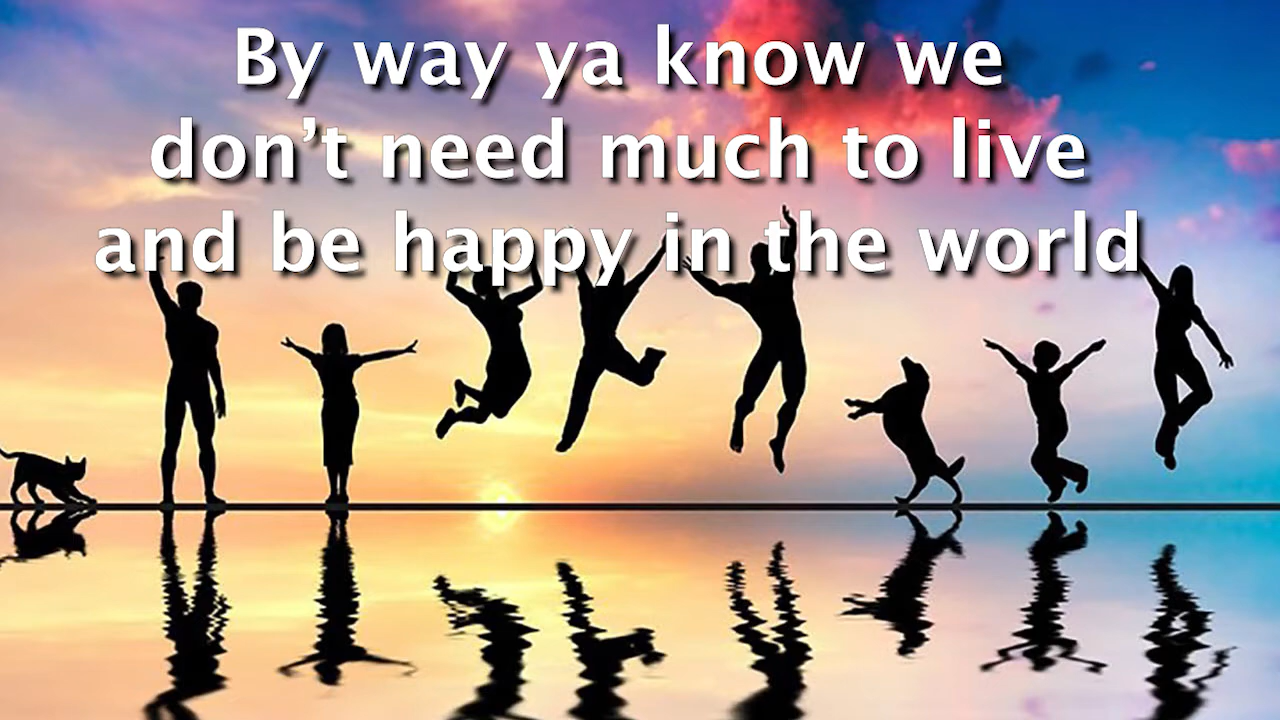 By way ya know we
don’t need much to live
and be happy in the world